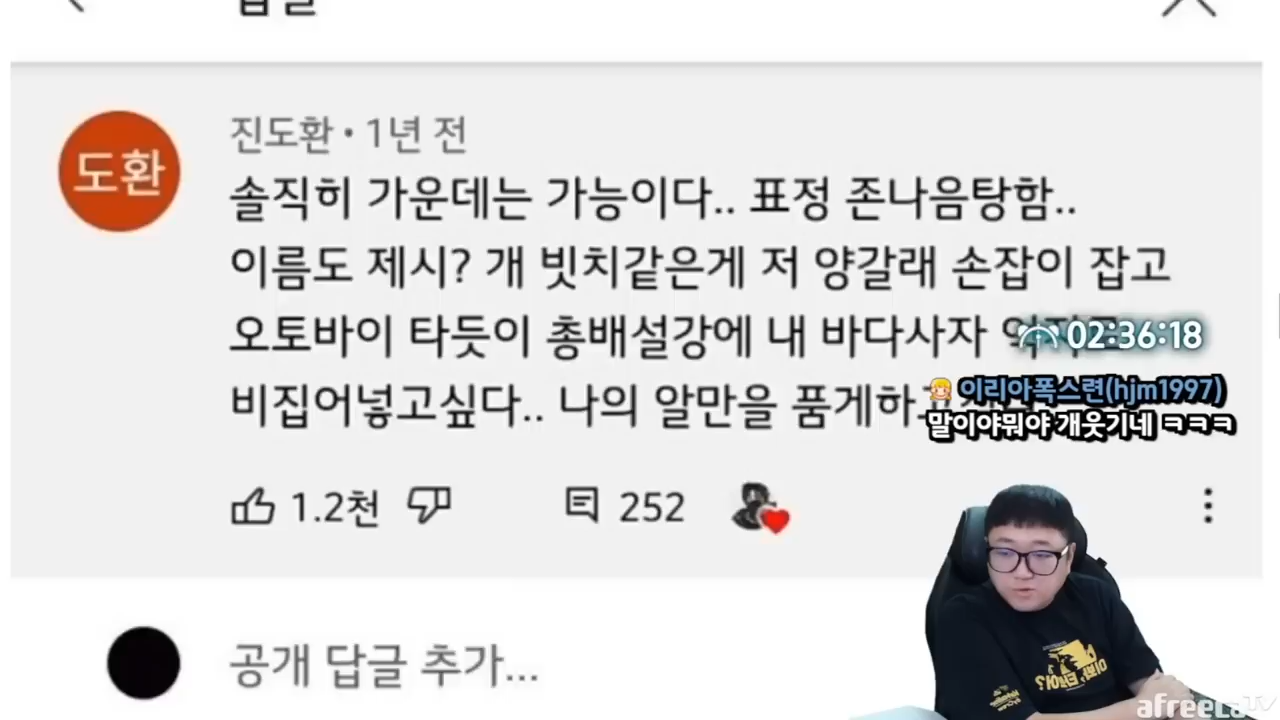 도환
진도환 • 1년 전
솔직히 가운데는 가능이다.. 표정 존나음탕함..
이름도 제시? 개 빗치같은게 저 양갈래 손잡이 잡고
오토바이 타듯이 총배설강에 내 바다사자
비집어넣고싶다.. 나의 알만을 품게하
02:36:18
이리아폭스련(hjm1997)
말이야뭐야 개웃기네 ㅋㅋㅋ
1.2천 252
공개 답글 추가...
afreecaTV